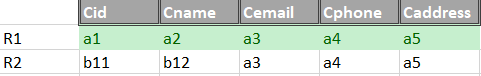 Cid Cname Cemail Cphone Caddress
R1 a1 a2 a3 a4 a5
R2 b11 b12 a3 a4 a5